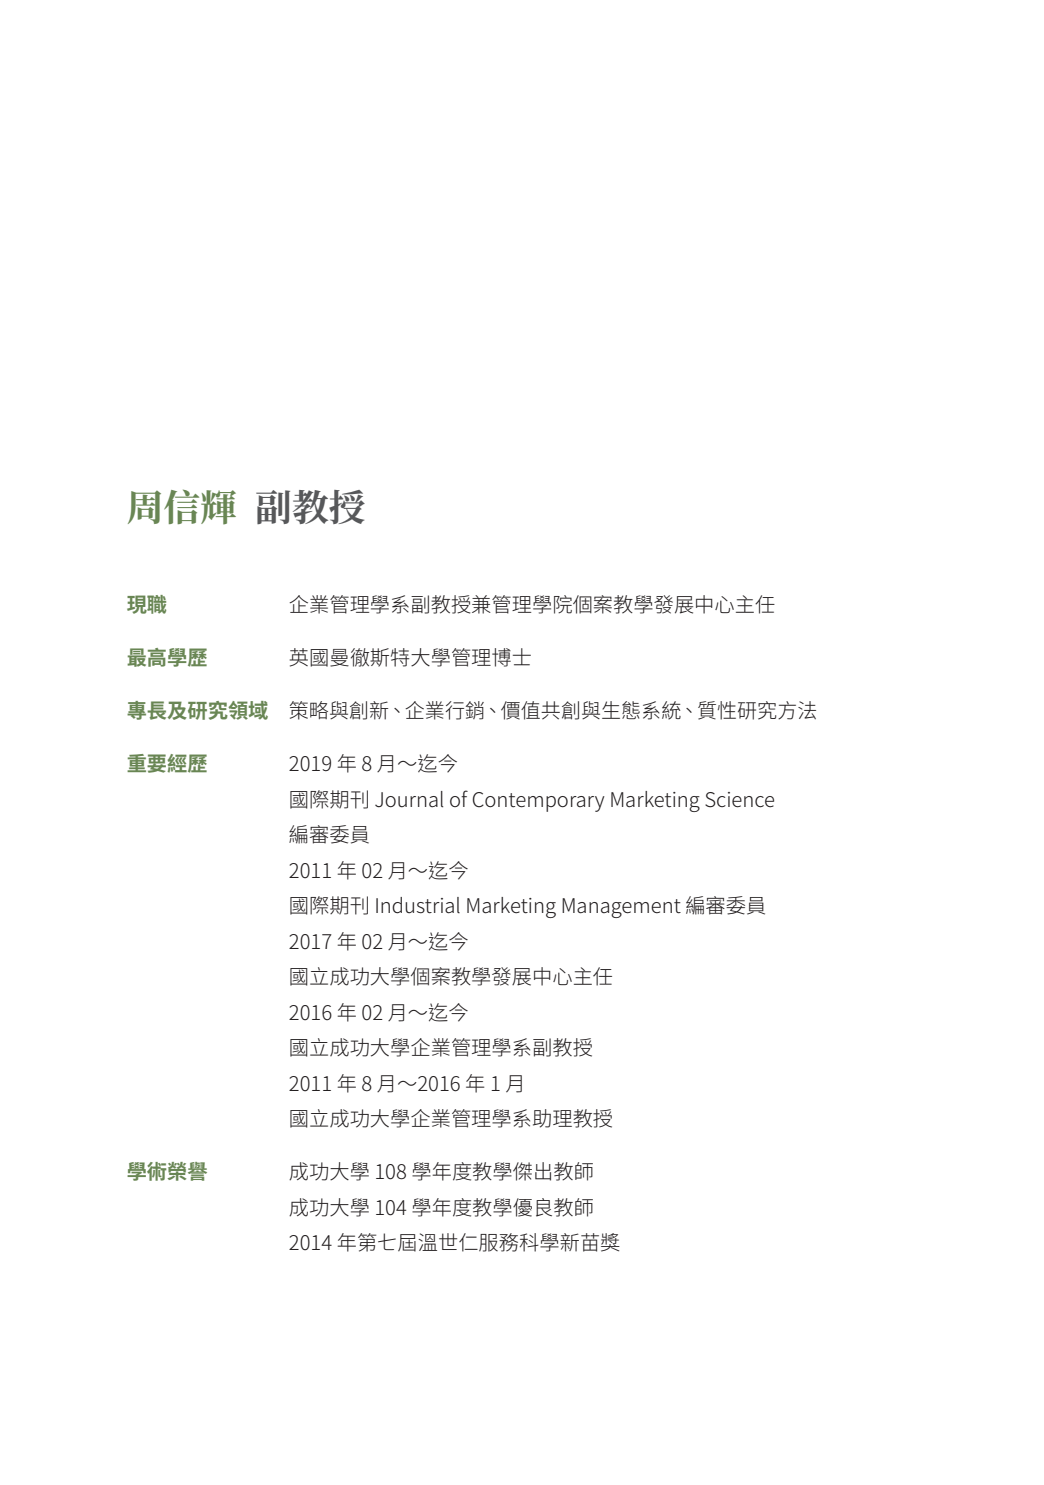 周信輝 副教授
現職 企業管理學系副教授兼管理學院個案教學發展中心主任
最高學歷 英國曼徹斯特大學管理博士
專長及研究領域 策略與創新、企業行銷、價值共創與生態系統、質性研究方法
重要經歷 2019 年 8 月～迄今
國際期刊 Journal of Contemporary Marketing Science
編審委員
2011 年 02 月～迄今
國際期刊 Industrial Marketing Management 編審委員
2017 年 02 月～迄今
國立成功大學個案教學發展中心主任
2016 年 02 月～迄今
國立成功大學企業管理學系副教授
2011 年 8 月～2016 年 1 月
國立成功大學企業管理學系助理教授
學術榮譽 成功大學 108 學年度教學傑出教師
成功大學 104 學年度教學優良教師
2014 年第七屆溫世仁服務科學新苗獎